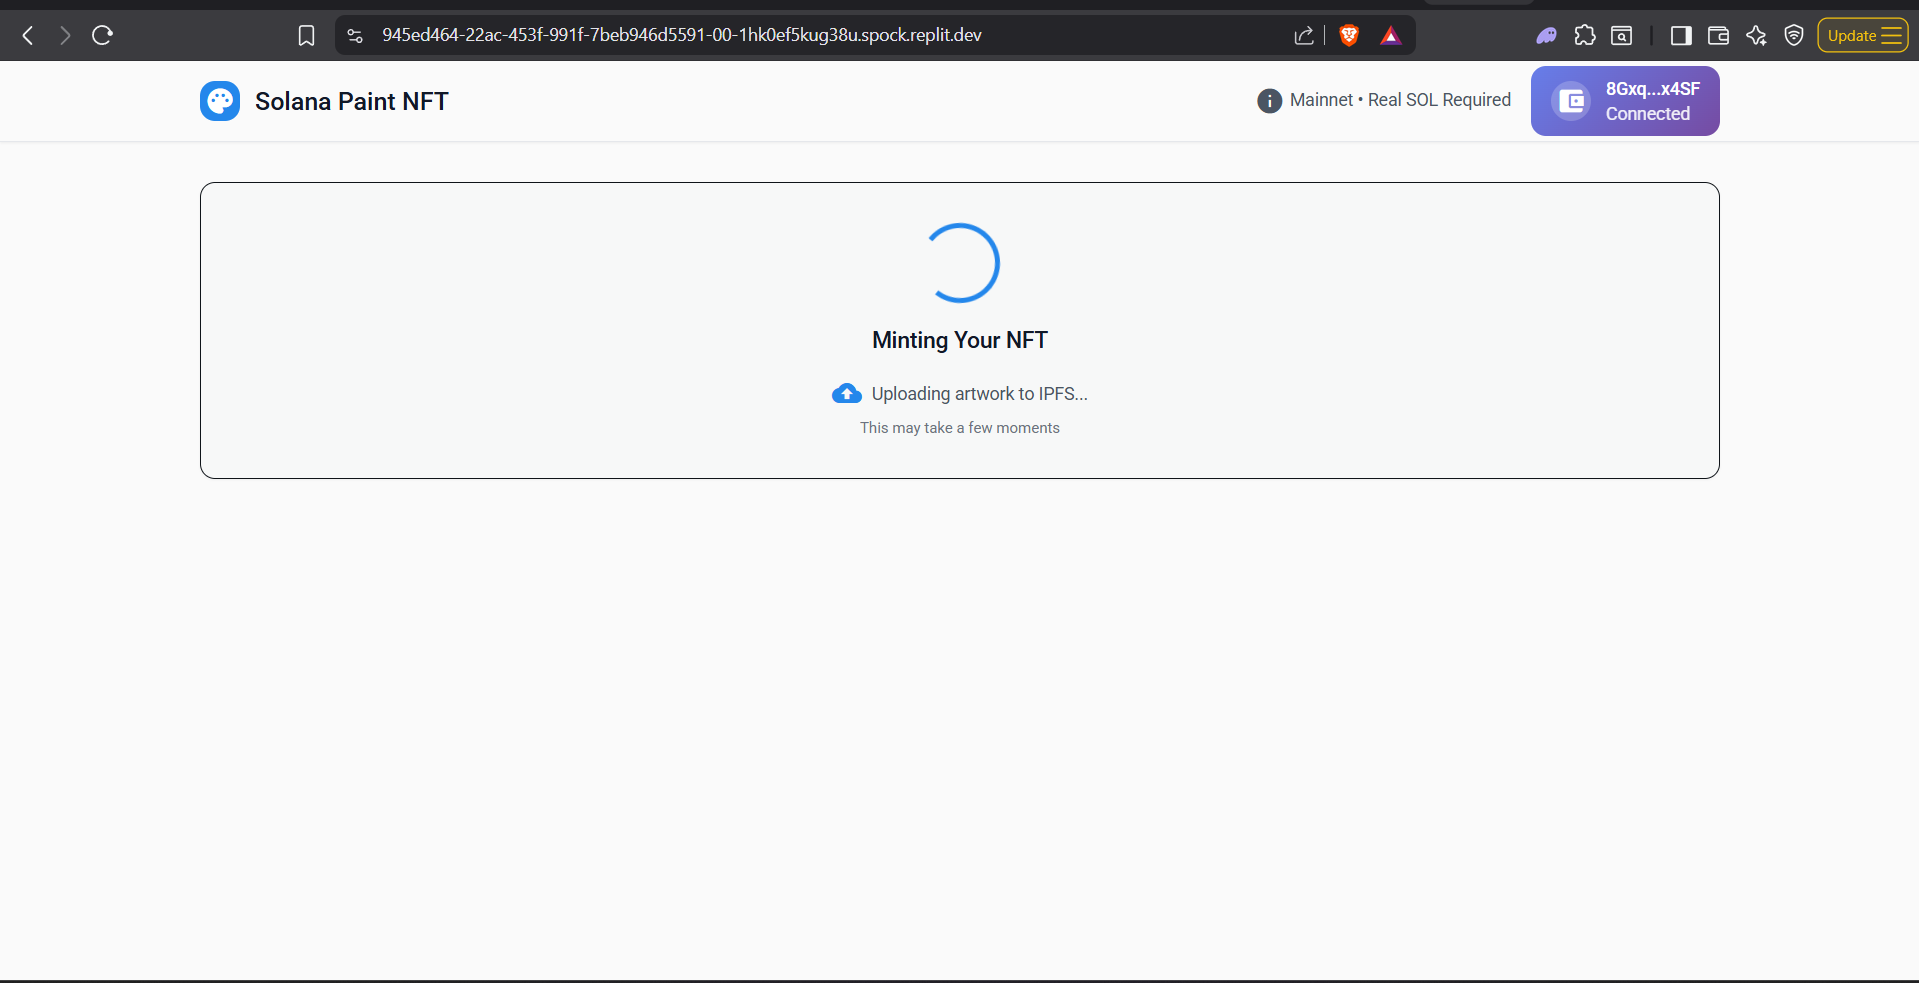 945ed464-22ac-453f-991f-7beb946d5591-00-1hk0ef5kug38u.spock.replit.dev
Update
Solana Paint NFT
Mainnet • Real SOL Required
8Gxq...x4SF
Connected
Minting Your NFT
Uploading artwork to IPFS...
This may take a few moments